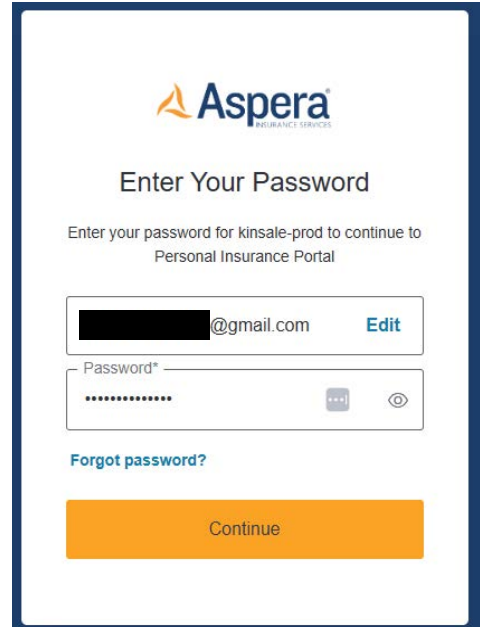 Aspera
INSURANCE SERVICES
Enter Your Password
Enter your password for kinsale-prod to continue to
Personal Insurance Portal
@gmail.com Edit
Password*
••••••••••••••
Forgot password?
Continue